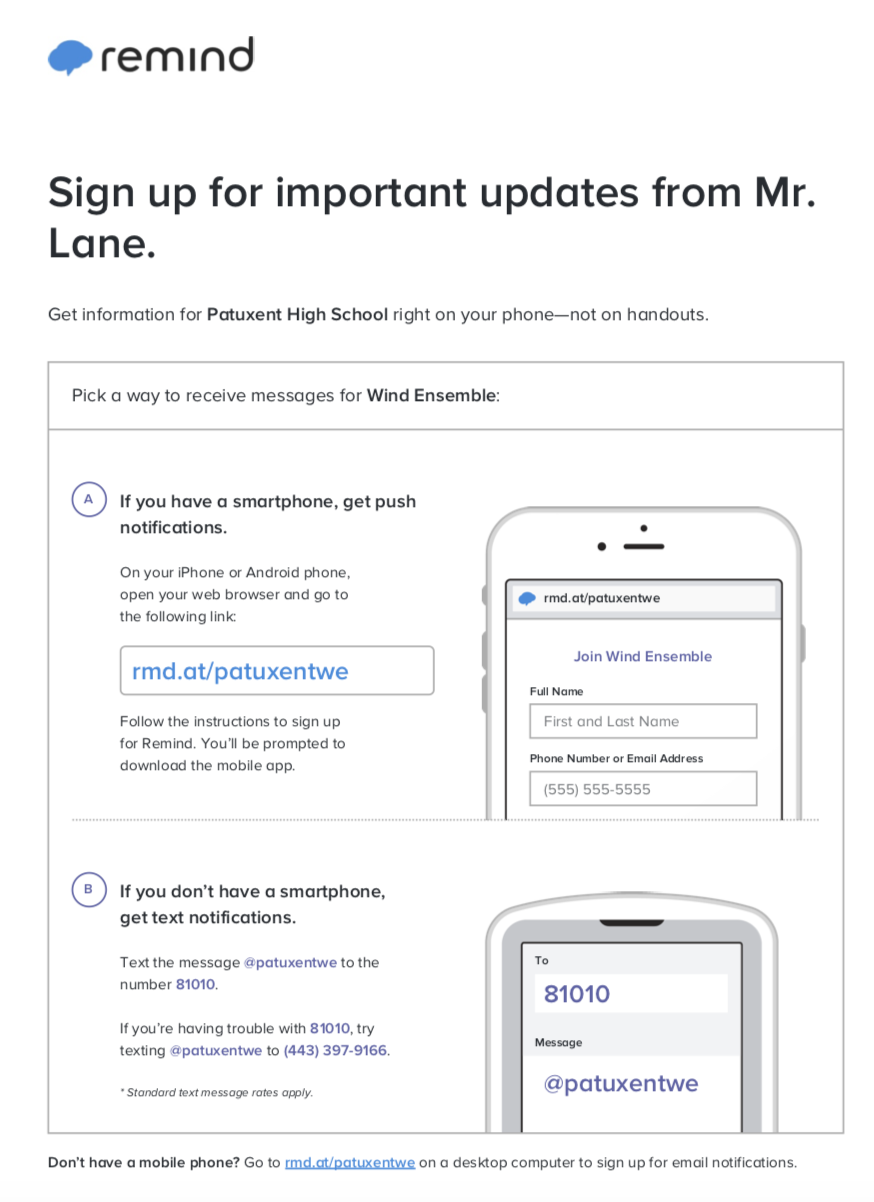 remind
Sign up for important updates from Mr.
Lane.
Get information for Patuxent High School right on your phone—not on handouts.
Pick a way to receive messages for Wind Ensemble:
A
If you have a smartphone, get push
notifications.
On your iPhone or Android phone,
open your web browser and go to
the following link:
rmd.at/patuxentwe
Follow the instructions to sign up
for Remind. You'll be prompted to
download the mobile app.
rmd.at/patuxentwe
Join Wind Ensemble
Full Name
First and Last Name
Phone Number or Email Address
(555) 555-5555
B
If you don't have a smartphone,
get text notifications.
Text the message @patuxentwe to the
number 81010.
If you're having trouble with 81010, try
texting @patuxentwe to (443) 397-9166.
* Standard text message rates apply.
To
81010
Message
@patuxentwe
Don't have a mobile phone? Go to rmd.at/patuxentwe on a desktop computer to sign up for email notifications.